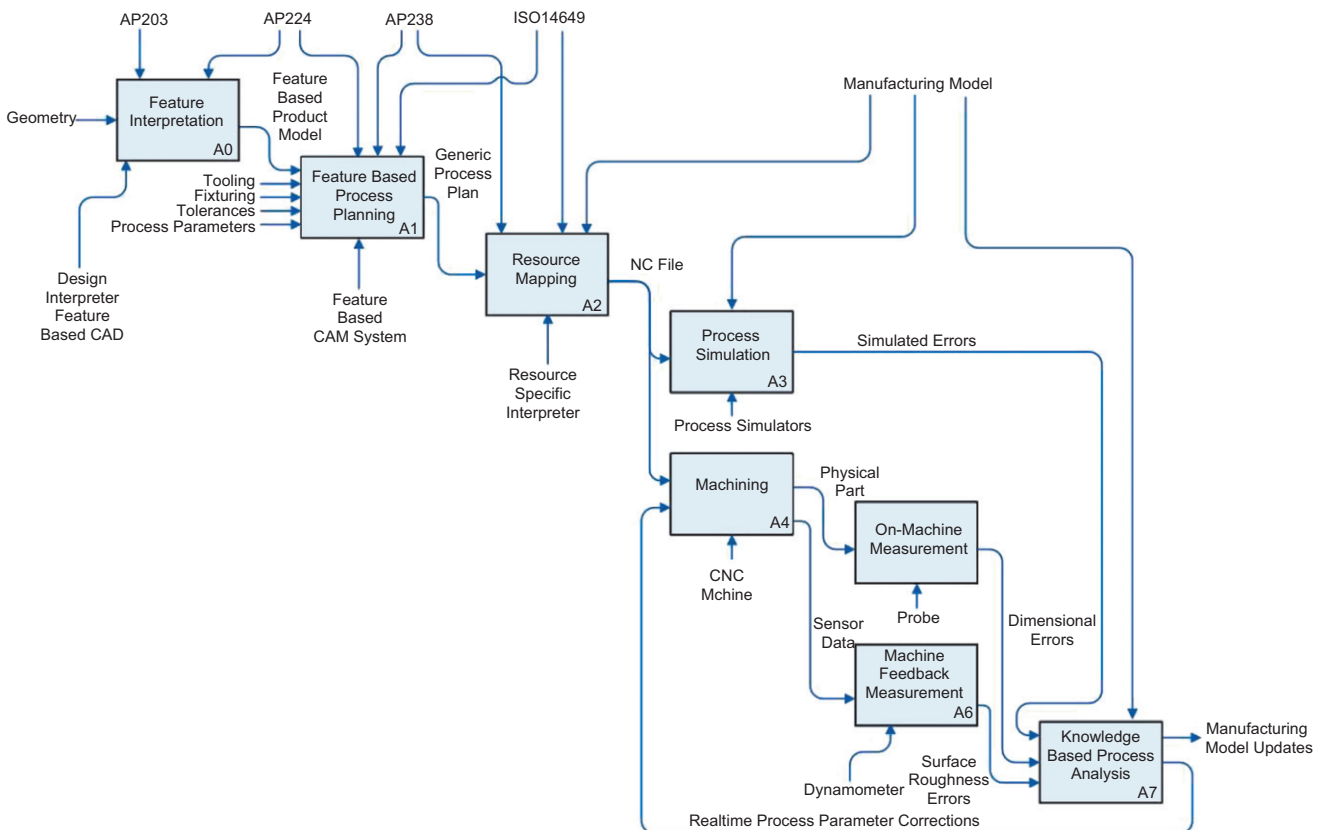 AP203
AP224
AP238
ISO14649
Geometry
Feature
Interpretation
A0
Feature
Based
Product
Model
Manufacturing Model
Tooling
Fixturing
Tolerances
Process Parameters
Feature Based
Process
Planning
A1
Generic
Process
Plan
Design
Interpreter
Feature
Based CAD
Feature
Based
CAM System
Resource
Mapping
A2
NC File
Resource
Specific
Interpreter
Process
Simulation
A3
Simulated Errors
Process Simulators
Machining
A4
Physical
Part
CNC
Mchine
On-Machine
Measurement
Probe
Sensor
Data
Dimensional
Errors
Machine
Feedback
Measurement
A6
Dynamometer
Surface
Roughness
Errors
Knowledge
Based Process
Analysis
A7
Manufacturing
Model Updates
Realtime Process Parameter Corrections